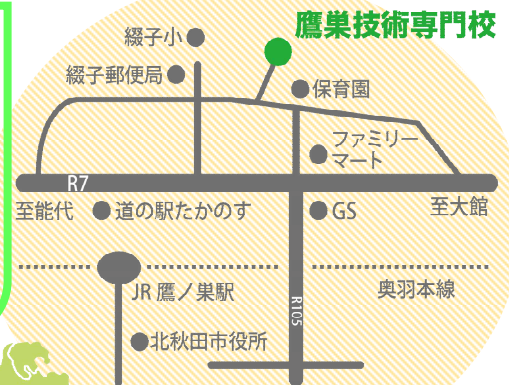 鷹巣技術専門校
綴子小
綴子郵便局
保育園
ファミリー
マート
R7
至能代
道の駅たかのす
GS
至大館
JR 鷹ノ巣駅
奥羽本線
R105
北秋田市役所